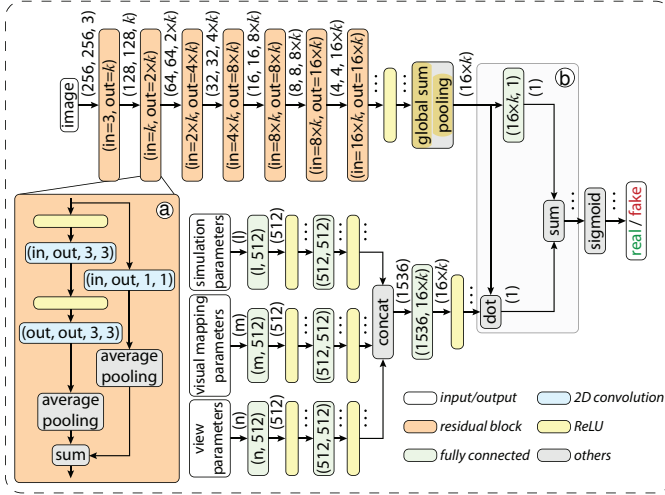 image
(256, 256, 3)
(in=3, out=k)
(128, 128, k)
(in=k, out=2×k)
(64, 64, 2×k)
(in=2×k, out=4×k)
(32, 32, 4×k)
(in=4×k, out=8×k)
(16, 16, 8×k)
(in=8×k, out=8×k)
(8, 8, 8×k)
(in=8×k, out=16×k)
(4, 4, 16×k)
(in=16×k, out=16×k)
...
...
global sum
pooling
(16×k)
b
(16×k, 1)
(1)
sum
...
sigmoid
...
real / fake
a
(in, out, 3, 3)
(in, out, 1, 1)
(out, out, 3, 3)
average
pooling
average
pooling
sum
simulation
parameters
(l)
(l, 512)
(512)
...
(512, 512)
...
...
visual mapping
parameters
(m)
(m, 512)
(512)
...
(512, 512)
...
...
view
parameters
(n)
(n, 512)
(512)
...
(512, 512)
...
...
concat
(1536)
(1536, 16×k)
(16×k)
...
dot
(1)
input/output
2D convolution
residual block
ReLU
fully connected
others